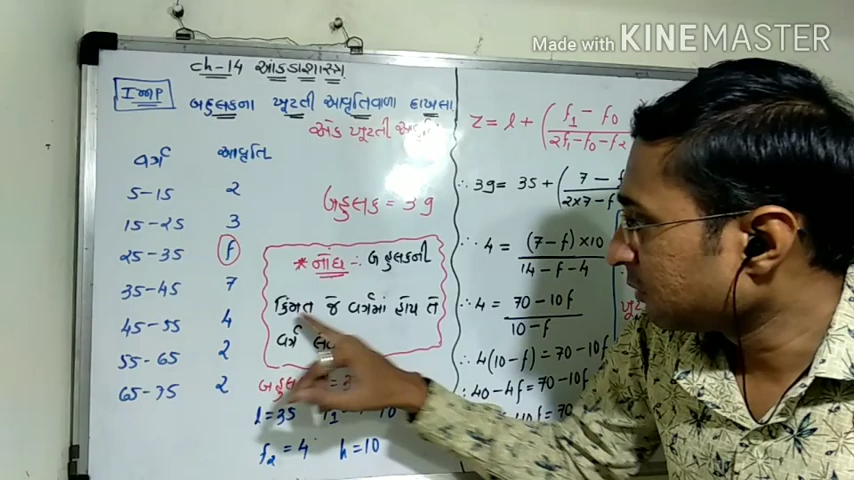 Made with KINEMASTER
ch-14 આંકડાશાસ્ત્ર
IMP બહુલકના ખૂટતી આવૃતિવાળા દાખલા
એક ખૂટતી
વર્ગ આવૃતિ
5-15 2
15-25 3
25-35 f
35-45 7
45-55 4
55-65 2
65-75 2
બહુલક = 39
* નોંધ :- બહુલકની
કિંમત જે વર્ગમાં હોય તે
વર્ગ
l=35
f2 = 4 h=10
Z = l + (f1 - f0 / 2f1-f0-f2
∴ 39= 35 + (7 - f / 2x7-f
∴ 4 = (7-f)x10 / 14-f-4
∴ 4 = 70-10f / 10-f
∴ 4(10-f) = 70-10f
∴ 40-4f = 70-10f